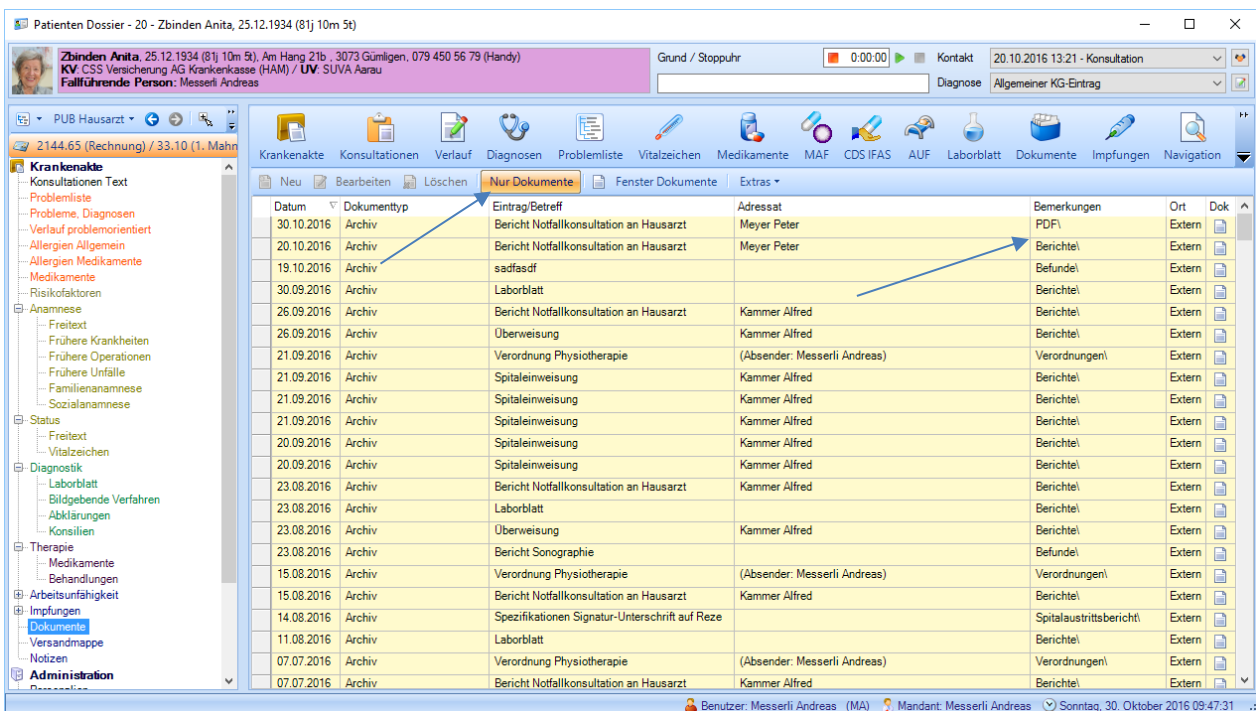 Patienten Dossier - 20 - Zbinden Anita, 25.12.1934 (81j 10m 5t)
Zbinden Anita, 25.12.1934 (81j 10m 5t), Am Hang 21b , 3073 Gümligen, 079 450 56 79 (Handy)
KV: CSS Versicherung AG Krankenkasse (HAM) / UV: SUVA Aarau
Fallführende Person: Messerli Andreas
Grund / Stoppuhr
0:00:00
Kontakt 20.10.2016 13:21 - Konsultation
Diagnose Allgemeiner KG-Eintrag
PUB Hausarzt
2144.65 (Rechnung) / 33.10 (1. Mahn
Krankenakte
Konsultationen Text
Problemliste
Probleme, Diagnosen
Verlauf problemorientiert
Allergien Allgemein
Allergien Medikamente
Medikamente
Risikofaktoren
Anamnese
Freitext
Frühere Krankheiten
Frühere Operationen
Frühere Unfälle
Familienanamnese
Sozialanamnese
Status
Freitext
Vitalzeichen
Diagnostik
Laborblatt
Bildgebende Verfahren
Abklärungen
Konsilien
Therapie
Medikamente
Behandlungen
Arbeitsunfähigkeit
Impfungen
Dokumente
Versandmappe
Notizen
Administration
Krankenakte Konsultationen Verlauf Diagnosen Problemliste Vitalzeichen Medikamente MAF CDS IFAS AUF Laborblatt Dokumente Impfungen Navigation
Neu Bearbeiten Löschen Nur Dokumente Fenster Dokumente Extras
Datum Dokumenttyp Eintrag/Betreff Adressat Bemerkungen Ort Dok
30.10.2016 Archiv Bericht Notfallkonsultation an Hausarzt Meyer Peter PDF\ Extern
20.10.2016 Archiv Bericht Notfallkonsultation an Hausarzt Meyer Peter Berichte\ Extern
19.10.2016 Archiv sadfasdf Befunde\ Extern
30.09.2016 Archiv Laborblatt Berichte\ Extern
26.09.2016 Archiv Bericht Notfallkonsultation an Hausarzt Kammer Alfred Berichte\ Extern
26.09.2016 Archiv Überweisung Kammer Alfred Berichte\ Extern
21.09.2016 Archiv Verordnung Physiotherapie (Absender: Messerli Andreas) Verordnungen\ Extern
21.09.2016 Archiv Spitaleinweisung Kammer Alfred Berichte\ Extern
21.09.2016 Archiv Spitaleinweisung Kammer Alfred Berichte\ Extern
21.09.2016 Archiv Spitaleinweisung Kammer Alfred Berichte\ Extern
20.09.2016 Archiv Spitaleinweisung Kammer Alfred Berichte\ Extern
20.09.2016 Archiv Spitaleinweisung Kammer Alfred Berichte\ Extern
23.08.2016 Archiv Bericht Notfallkonsultation an Hausarzt Kammer Alfred Berichte\ Extern
23.08.2016 Archiv Laborblatt Berichte\ Extern
23.08.2016 Archiv Überweisung Kammer Alfred Berichte\ Extern
23.08.2016 Archiv Bericht Sonographie Befunde\ Extern
15.08.2016 Archiv Verordnung Physiotherapie (Absender: Messerli Andreas) Verordnungen\ Extern
15.08.2016 Archiv Bericht Notfallkonsultation an Hausarzt Kammer Alfred Berichte\ Extern
14.08.2016 Archiv Spezifikationen Signatur-Unterschrift auf Reze Spitalaustrittsbericht\ Extern
11.08.2016 Archiv Laborblatt Berichte\ Extern
07.07.2016 Archiv Verordnung Physiotherapie (Absender: Messerli Andreas) Verordnungen\ Extern
07.07.2016 Archiv Bericht Notfallkonsultation an Hausarzt Kammer Alfred Berichte\ Extern
Benutzer: Messerli Andreas (MA) Mandant: Messerli Andreas Sonntag, 30. Oktober 2016 09:47:31